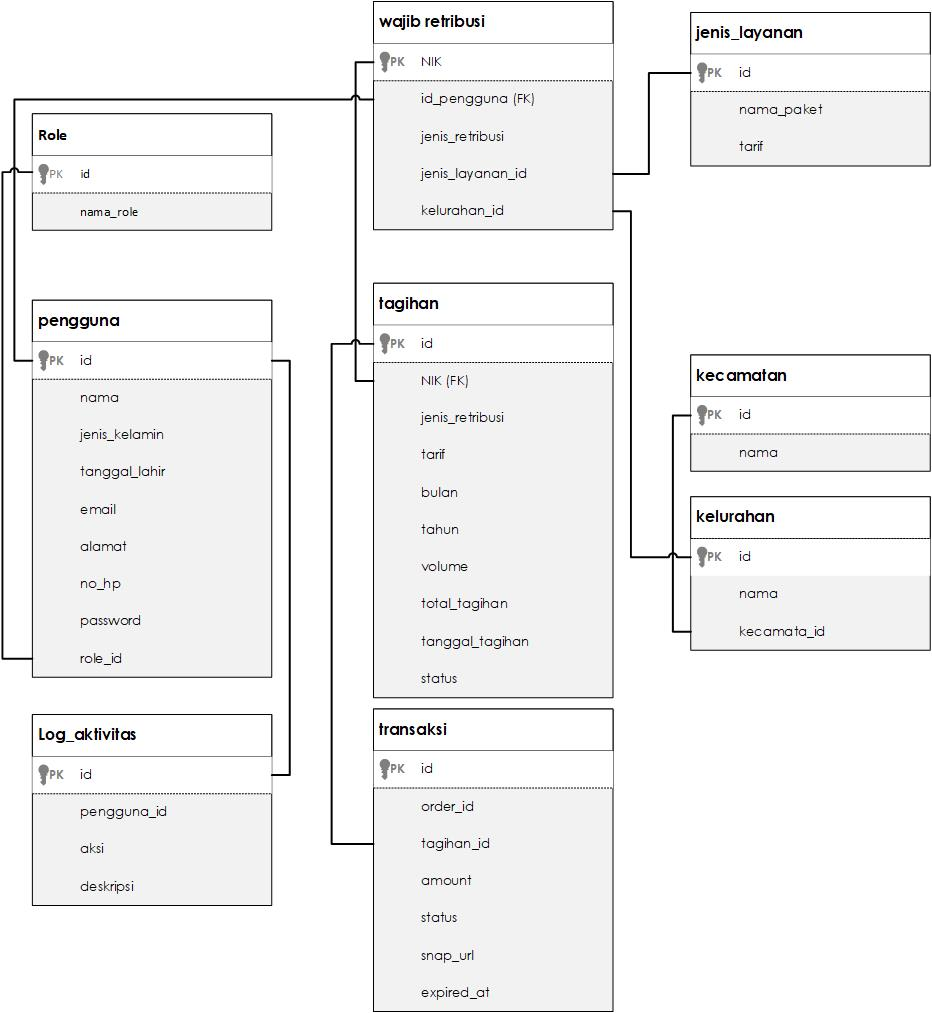 wajib retribusi
PK NIK
id_pengguna (FK)
jenis_retribusi
jenis_layanan_id
kelurahan_id
jenis_layanan
PK id
nama_paket
tarif
Role
PK id
nama_role
pengguna
PK id
nama
jenis_kelamin
tanggal_lahir
email
alamat
no_hp
password
role_id
tagihan
PK id
NIK (FK)
jenis_retribusi
tarif
bulan
tahun
volume
total_tagihan
tanggal_tagihan
status
kecamatan
PK id
nama
kelurahan
PK id
nama
kecamata_id
Log_aktivitas
PK id
pengguna_id
aksi
deskripsi
transaksi
PK id
order_id
tagihan_id
amount
status
snap_url
expired_at